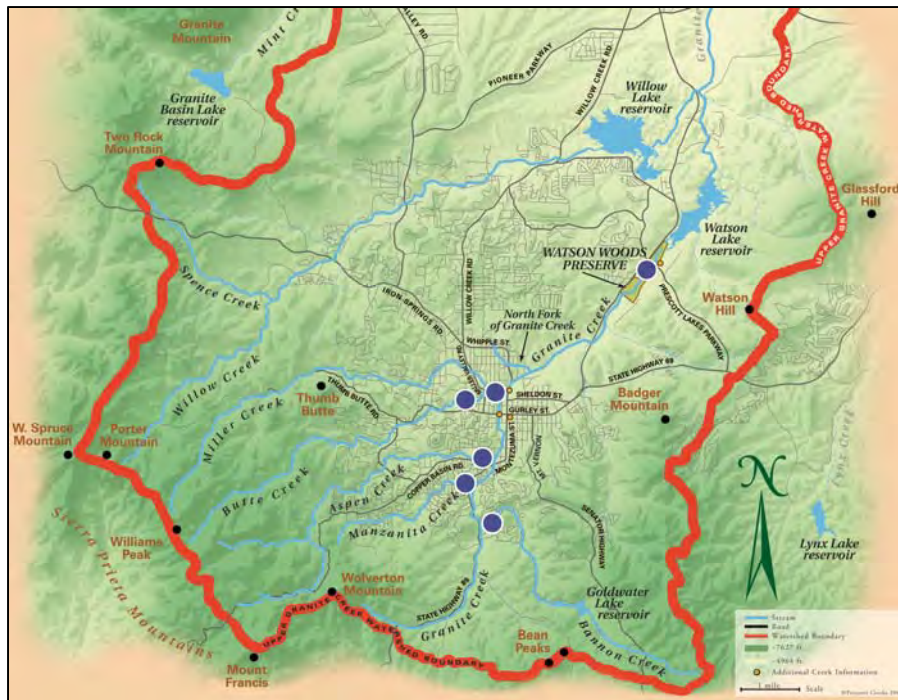 Granite
Mountain
Mint Creek
Granite
Basin Lake
reservoir
Two Rock
Mountain
PIONEER PARKWAY
WILLOW CREEK RD.
Granite
Willow
Lake
reservoir
UPPER GRANITE CREEK WATERSHED BOUNDARY
Glassford
Hill
Watson
Lake
reservoir
WATSON WOODS
PRESERVE
Spence Creek
IRON SPRINGS RD.
WILLOW CREEK RD
North Fork
of Granite Creek
Granite Creek
PRESCOTT LAKES PARKWAY
Watson
Hill
WHIPPLE ST.
STATE HIGHWAY 69
Willow Creek
Miller Creek
THUMB BUTTE RD.
Thumb
Butte
SHELDON ST.
GURLEY ST.
Badger
Mountain
W. Spruce
Mountain
Porter
Mountain
Butte Creek
Aspen Creek
COPPER BASIN RD.
MONTEZUMA ST.
MT. VERNON
Lynx Creek
N
Manzanita Creek
SENATOR HIGHWAY
Williams
Peak
Sierra Prieta Mountains
Lynx Lake
reservoir
Wolverton
Mountain
STATE HIGHWAY 89
Granite Creek
Goldwater
Lake
reservoir
UPPER GRANITE CREEK WATERSHED BOUNDARY
Bean
Peaks
Bannon Creek
Mount
Francis
Stream
Road
Watershed Boundary
Additional Creek Information
1 mile Scale